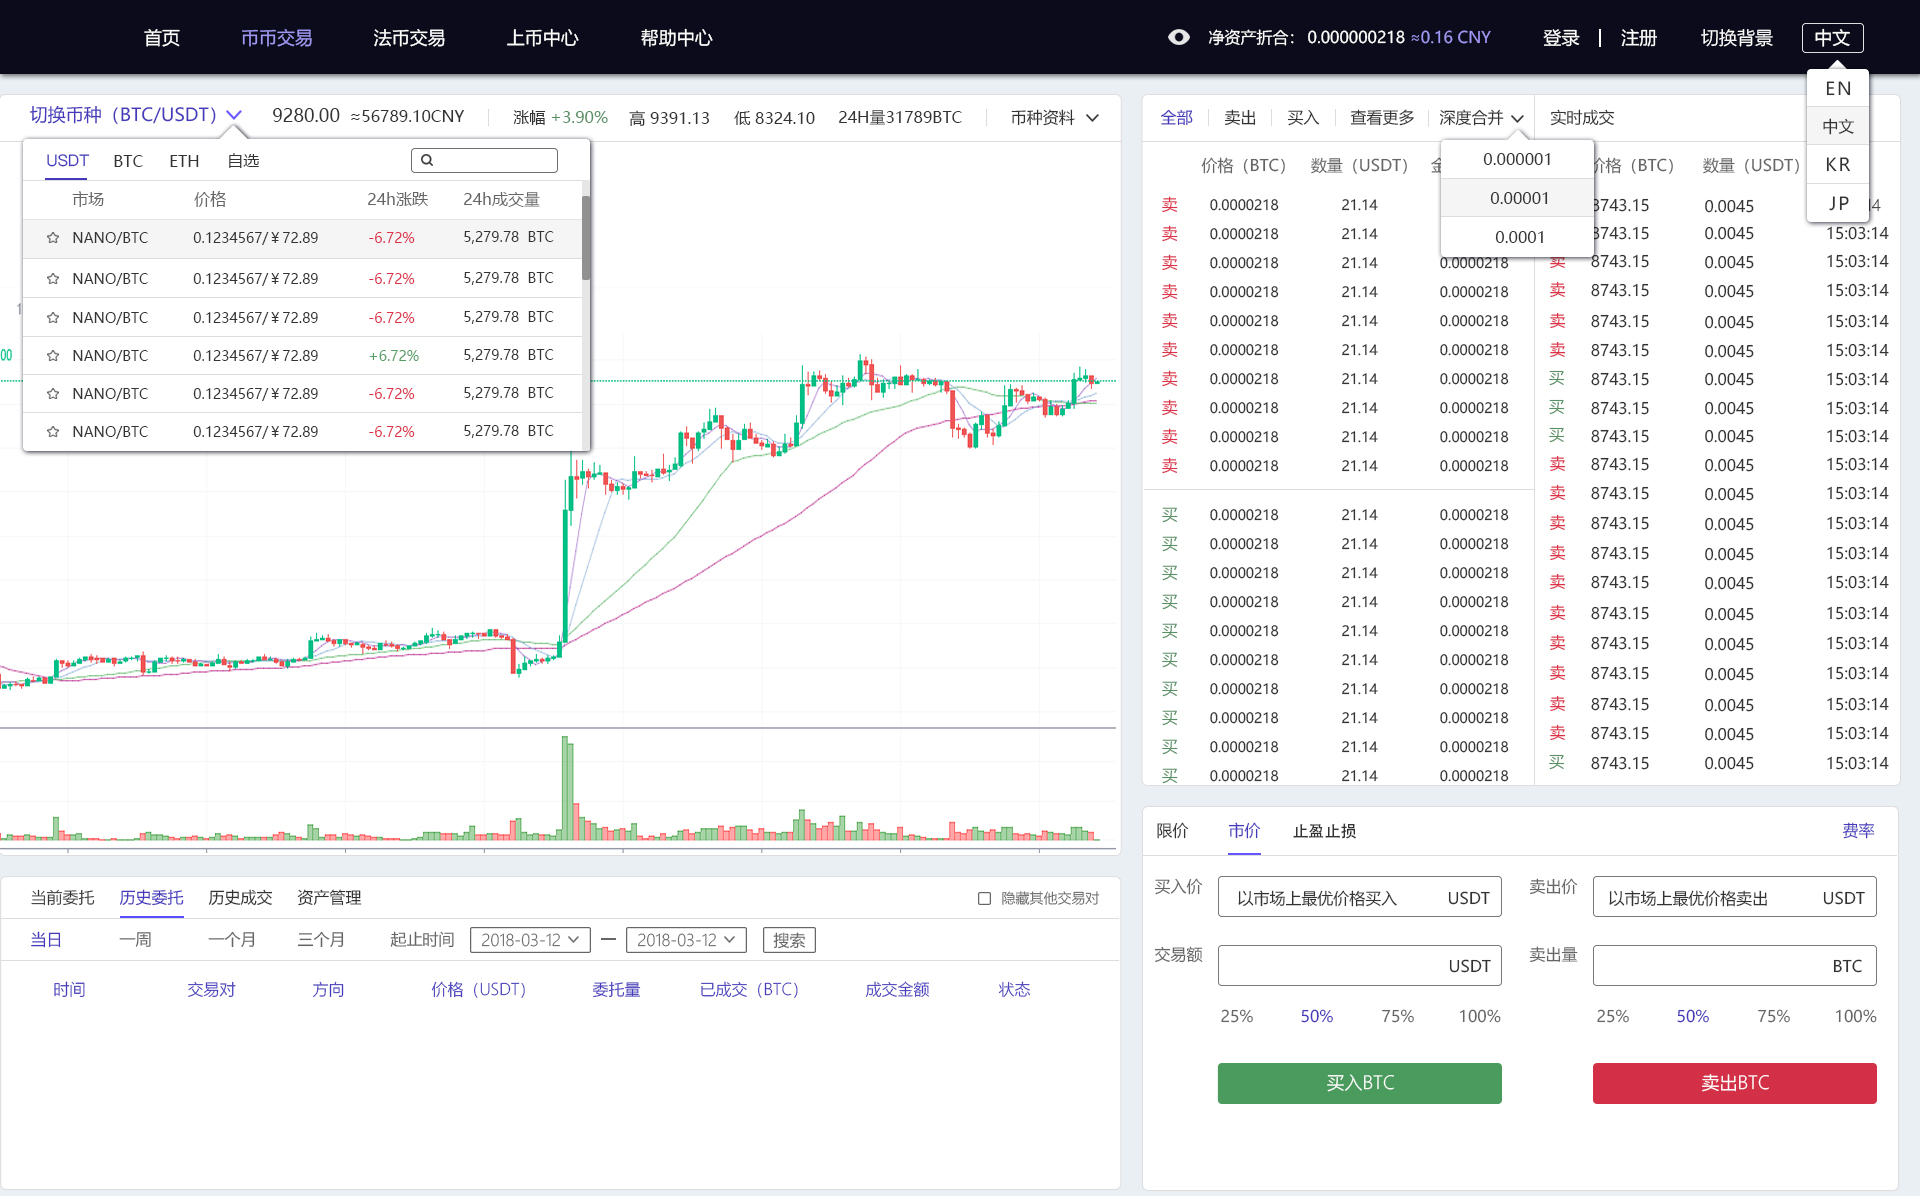 首页 币币交易 法币交易 上币中心 帮助中心 净资产折合: 0.000000218 ≈0.16 CNY 登录 | 注册 切换背景 中文
EN
中文
KR
JP
切换币种（BTC/USDT） 9280.00 ≈56789.10CNY 涨幅 +3.90% 高 9391.13 低 8324.10 24H量31789BTC 币种资料
USDT BTC ETH 自选
市场 价格 24h涨跌 24h成交量
NANO/BTC 0.1234567/￥72.89 -6.72% 5,279.78 BTC
NANO/BTC 0.1234567/￥72.89 -6.72% 5,279.78 BTC
NANO/BTC 0.1234567/￥72.89 -6.72% 5,279.78 BTC
NANO/BTC 0.1234567/￥72.89 +6.72% 5,279.78 BTC
NANO/BTC 0.1234567/￥72.89 -6.72% 5,279.78 BTC
NANO/BTC 0.1234567/￥72.89 -6.72% 5,279.78 BTC
00
全部 卖出 买入 查看更多 深度合并
0.000001
0.00001
0.0001
价格（BTC） 数量（USDT）
卖 0.0000218 21.14
卖 0.0000218 21.14
卖 0.0000218 21.14 0.0000218
卖 0.0000218 21.14 0.0000218
卖 0.0000218 21.14 0.0000218
卖 0.0000218 21.14 0.0000218
卖 0.0000218 21.14 0.0000218
卖 0.0000218 21.14 0.0000218
卖 0.0000218 21.14 0.0000218
卖 0.0000218 21.14 0.0000218
买 0.0000218 21.14 0.0000218
买 0.0000218 21.14 0.0000218
买 0.0000218 21.14 0.0000218
买 0.0000218 21.14 0.0000218
买 0.0000218 21.14 0.0000218
买 0.0000218 21.14 0.0000218
买 0.0000218 21.14 0.0000218
买 0.0000218 21.14 0.0000218
买 0.0000218 21.14 0.0000218
买 0.0000218 21.14 0.0000218
实时成交
价格（BTC） 数量（USDT）
8743.15 0.0045
8743.15 0.0045 15:03:14
卖 8743.15 0.0045 15:03:14
卖 8743.15 0.0045 15:03:14
卖 8743.15 0.0045 15:03:14
卖 8743.15 0.0045 15:03:14
买 8743.15 0.0045 15:03:14
买 8743.15 0.0045 15:03:14
买 8743.15 0.0045 15:03:14
卖 8743.15 0.0045 15:03:14
卖 8743.15 0.0045 15:03:14
卖 8743.15 0.0045 15:03:14
卖 8743.15 0.0045 15:03:14
卖 8743.15 0.0045 15:03:14
卖 8743.15 0.0045 15:03:14
卖 8743.15 0.0045 15:03:14
卖 8743.15 0.0045 15:03:14
卖 8743.15 0.0045 15:03:14
卖 8743.15 0.0045 15:03:14
买 8743.15 0.0045 15:03:14
当前委托 历史委托 历史成交 资产管理 隐藏其他交易对
当日 一周 一个月 三个月 起止时间 2018-03-12 — 2018-03-12 搜索
时间 交易对 方向 价格（USDT） 委托量 已成交（BTC） 成交金额 状态
限价 市价 止盈止损 费率
买入价 以市场上最优价格买入 USDT 卖出价 以市场上最优价格卖出 USDT
交易额 USDT 卖出量 BTC
25% 50% 75% 100% 25% 50% 75% 100%
买入BTC 卖出BTC